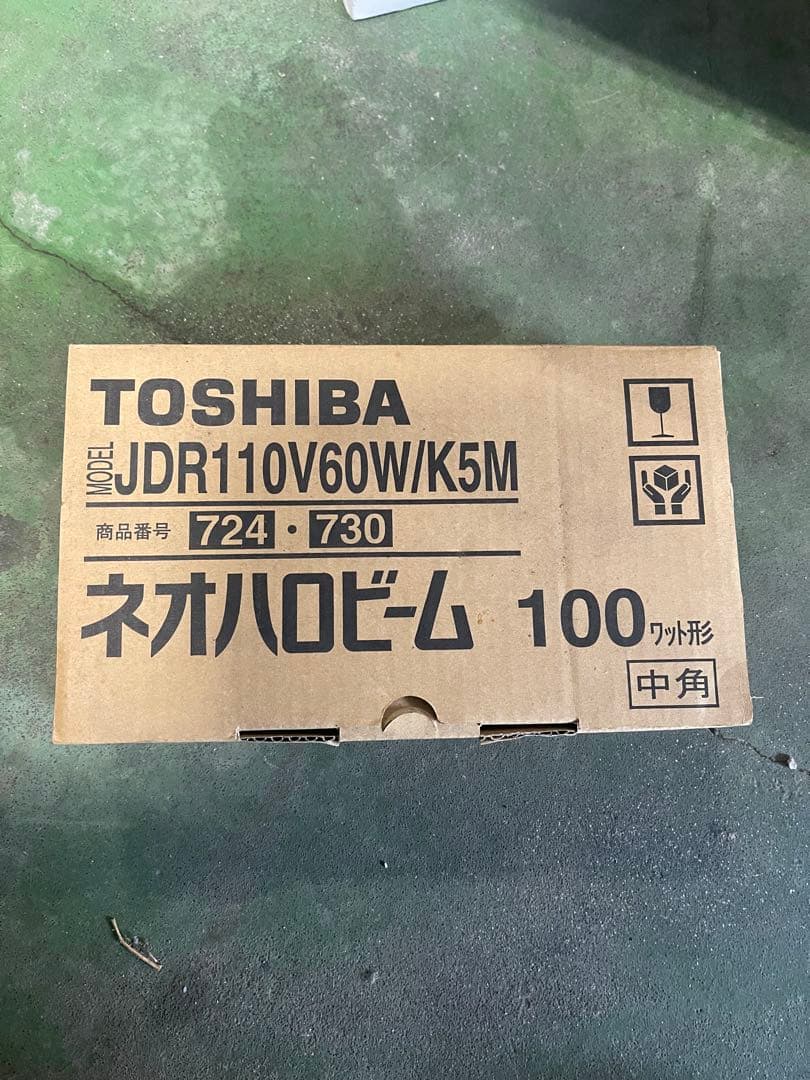 TOSHIBA
MODEL JDR110V60W/K5M
商品番号 724・730
ネオハロビーム 100ワット形
中角